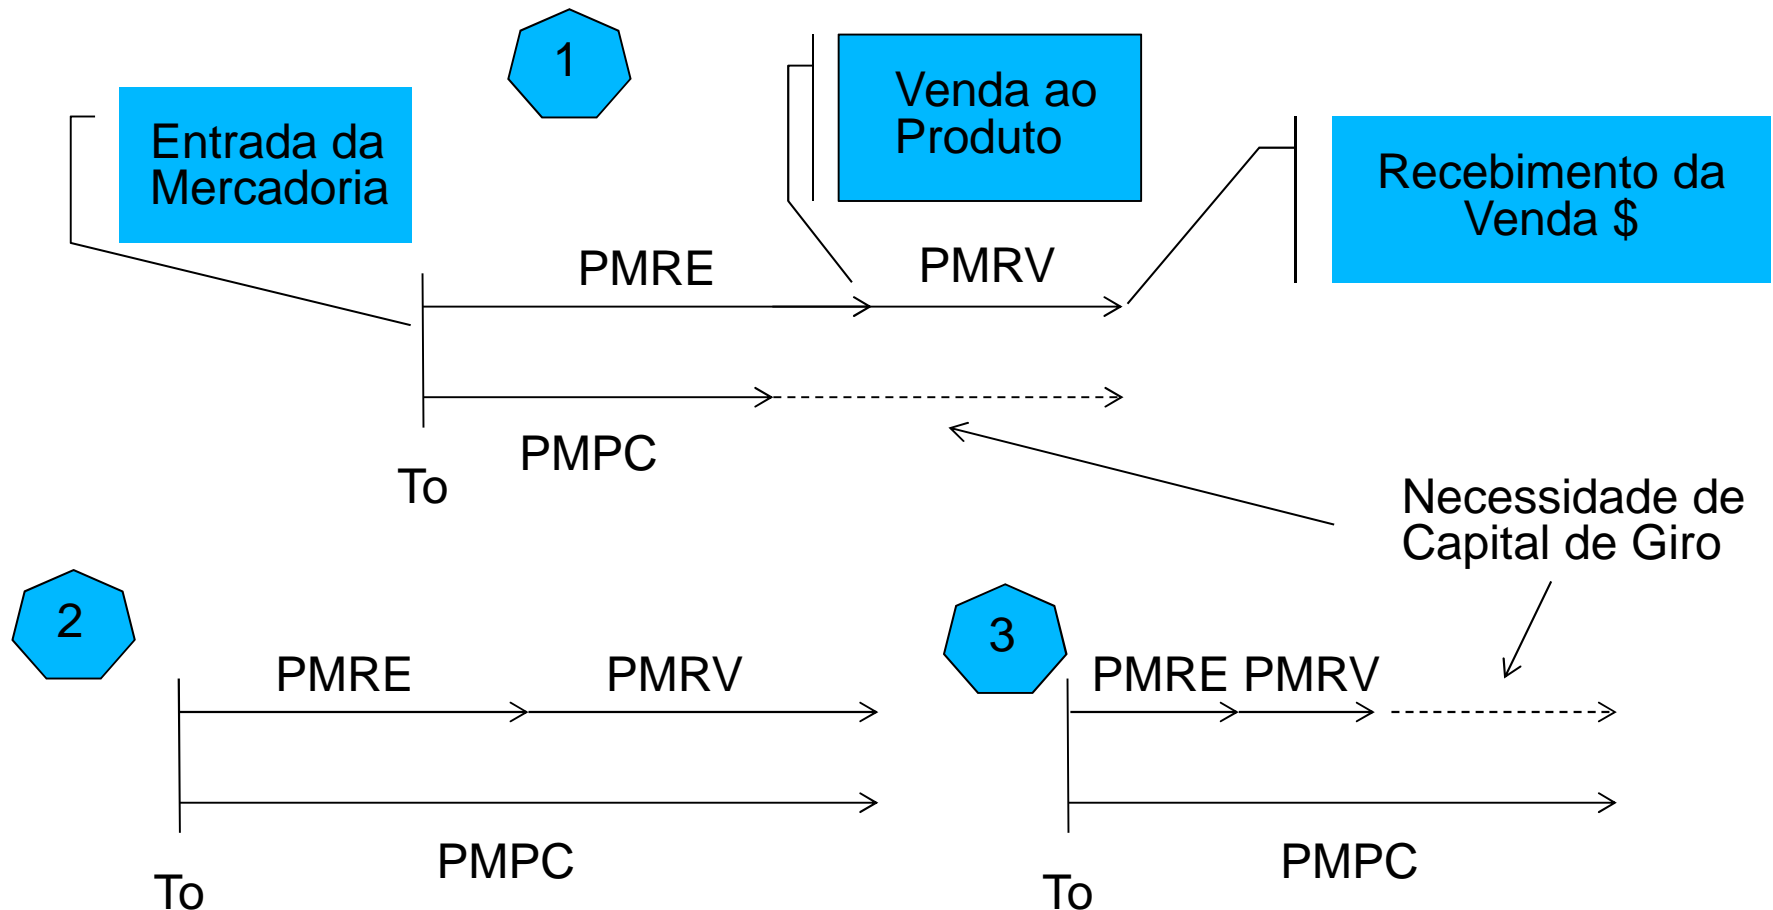 1
Entrada da
Mercadoria
Venda ao
Produto
Recebimento da
Venda $
PMRE
PMRV
PMPC
To
Necessidade de
Capital de Giro
2
PMRE
PMRV
PMPC
To
3
PMRE PMRV
PMPC
To